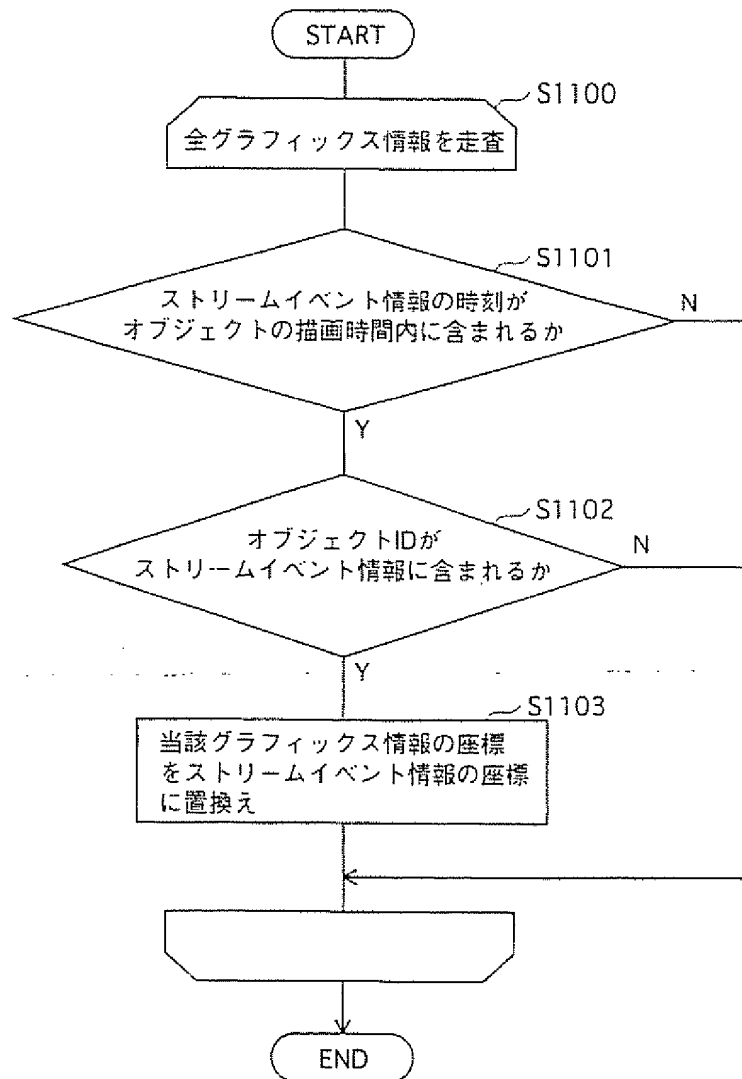 START
S1100
全グラフィックス情報を走査
S1101
ストリームイベント情報の時刻が
オブジェクトの描画時間内に含まれるか
N
Y
S1102
オブジェクトIDが
ストリームイベント情報に含まれるか
N
Y
S1103
当該グラフィックス情報の座標
をストリームイベント情報の座標
に置換え
END